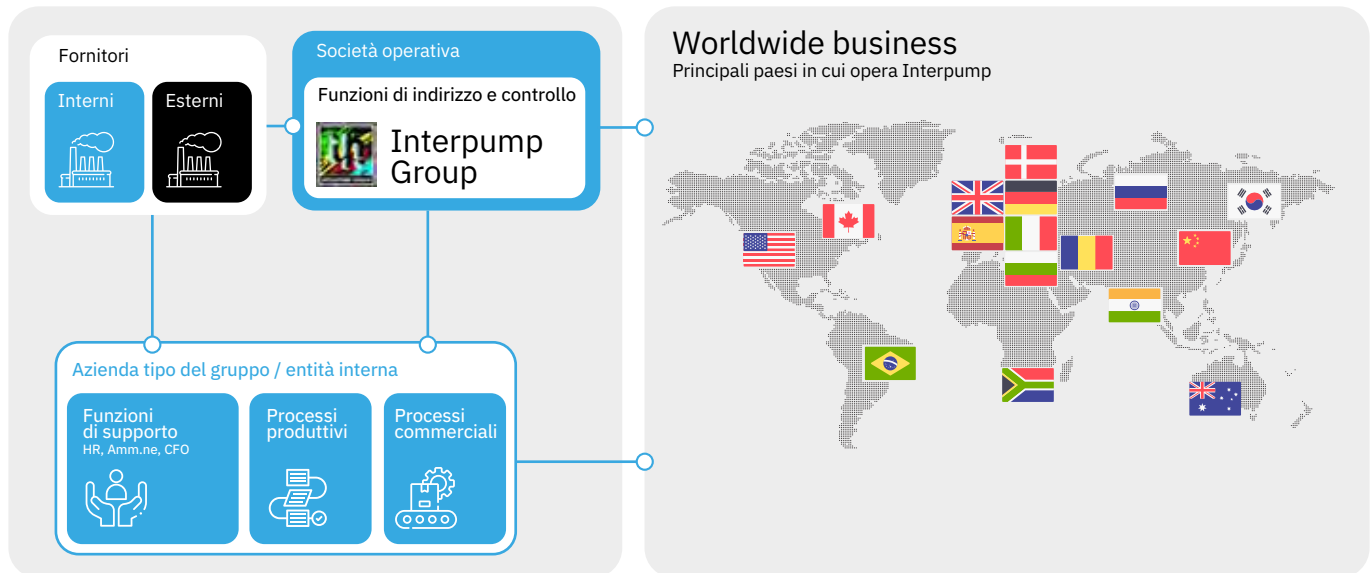 Fornitori
Interni
Esterni
Società operativa
Funzioni di indirizzo e controllo
Interpump
Group
Azienda tipo del gruppo / entità interna
Funzioni
di supporto
HR, Amm.ne, CFO
Processi
produttivi
Processi
commerciali
Worldwide business
Principali paesi in cui opera Interpump